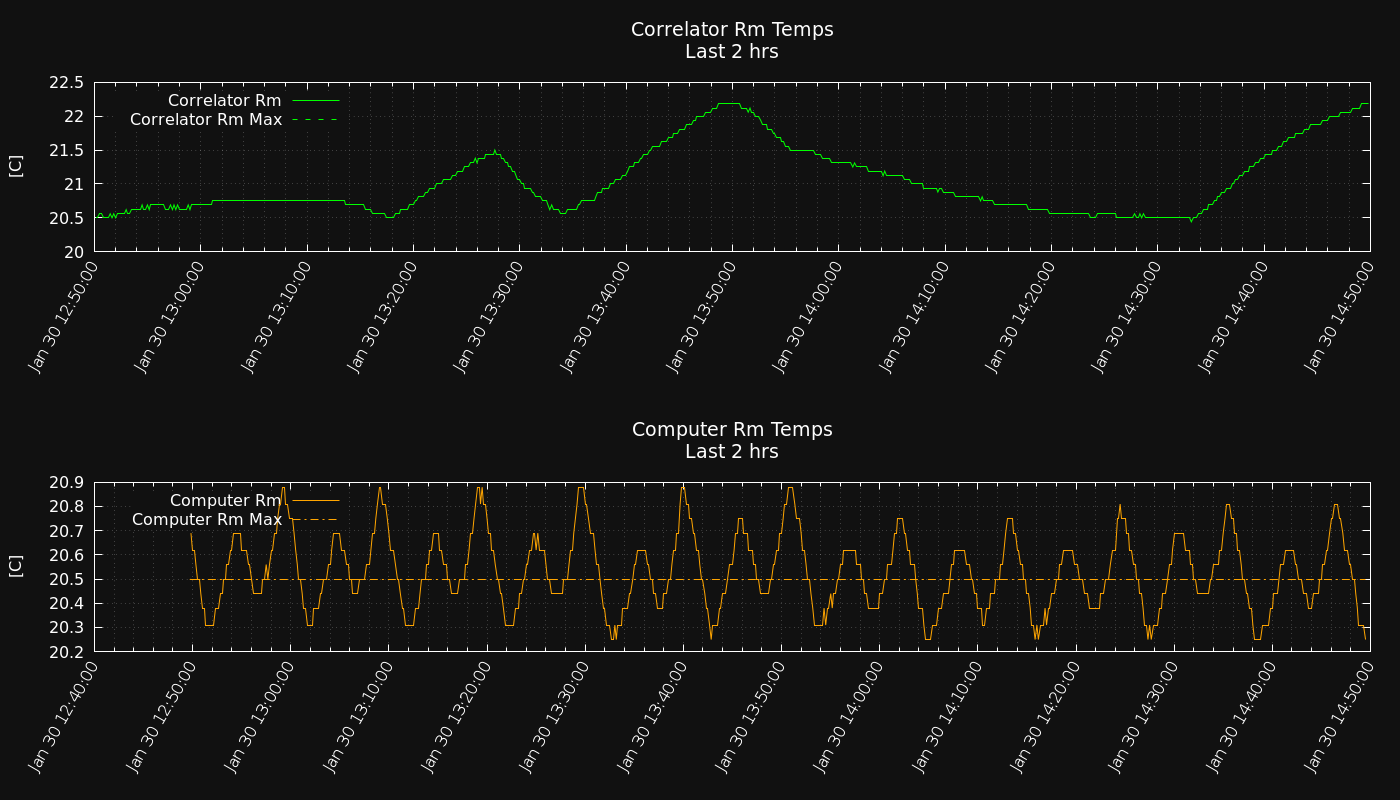 Correlator Rm Temps
Last 2 hrs
22.5
22
21.5
21
20.5
20
[C]
Correlator Rm
Correlator Rm Max
Jan 30 12:50:00
Jan 30 13:00:00
Jan 30 13:10:00
Jan 30 13:20:00
Jan 30 13:30:00
Jan 30 13:40:00
Jan 30 13:50:00
Jan 30 14:00:00
Jan 30 14:10:00
Jan 30 14:20:00
Jan 30 14:30:00
Jan 30 14:40:00
Jan 30 14:50:00
Computer Rm Temps
Last 2 hrs
20.9
20.8
20.7
20.6
20.5
20.4
20.3
20.2
[C]
Computer Rm
Computer Rm Max
Jan 30 12:40:00
Jan 30 12:50:00
Jan 30 13:00:00
Jan 30 13:10:00
Jan 30 13:20:00
Jan 30 13:30:00
Jan 30 13:40:00
Jan 30 13:50:00
Jan 30 14:00:00
Jan 30 14:10:00
Jan 30 14:20:00
Jan 30 14:30:00
Jan 30 14:40:00
Jan 30 14:50:00